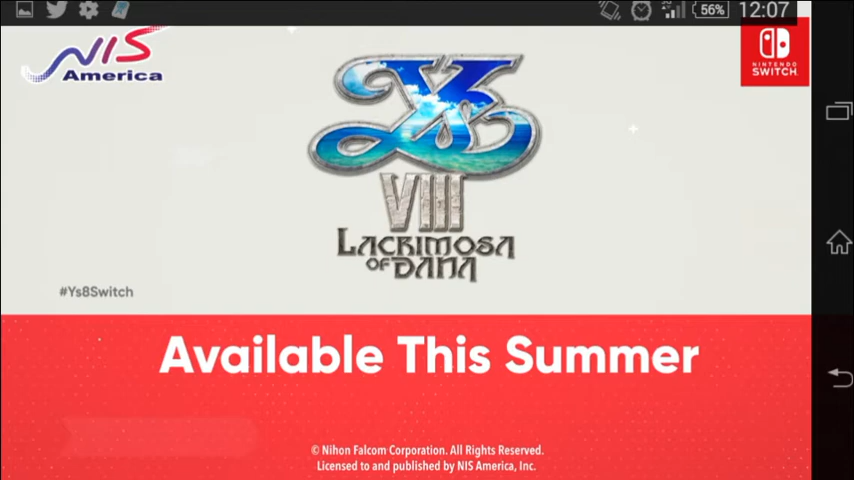 56% 12:07
NIS
America
NINTENDO
SWITCH
Ys
VIII
LACRIMOSA
OF DANA
#Ys8Switch
Available This Summer
© Nihon Falcom Corporation. All Rights Reserved.
Licensed to and published by NIS America, Inc.